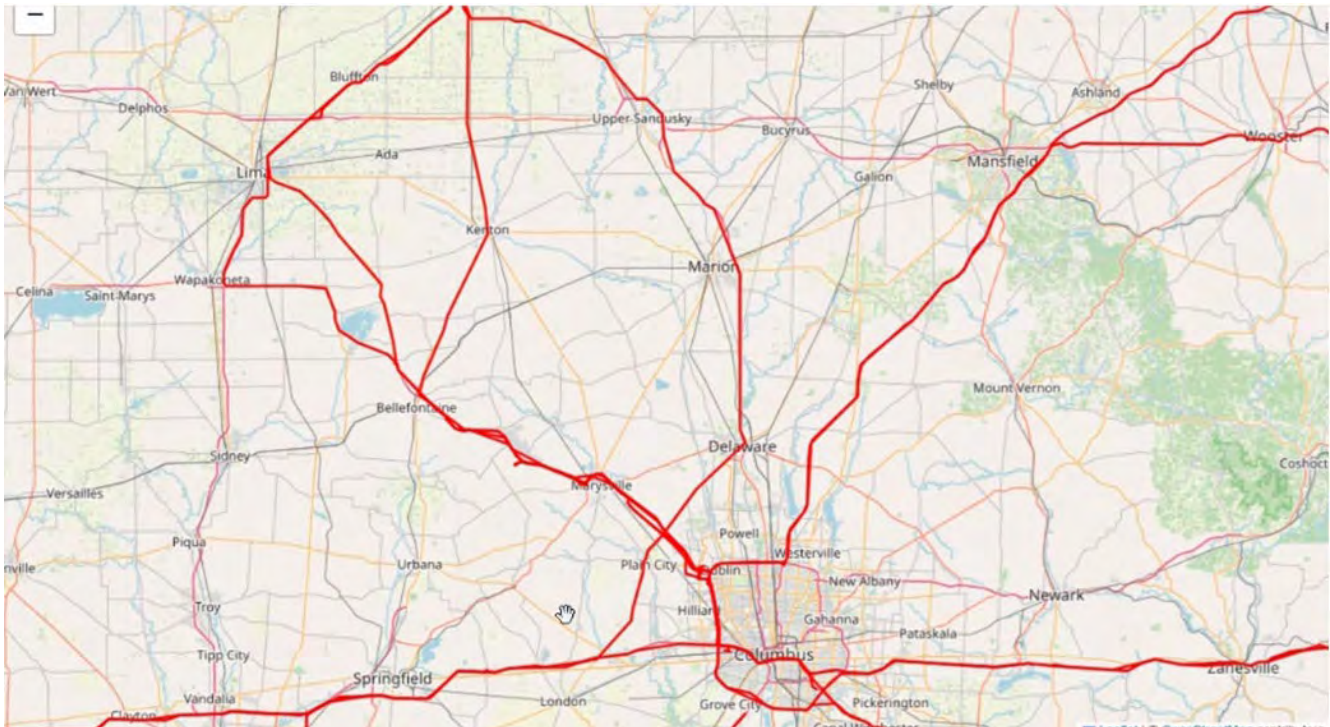 −
Bluffton
Shelby
Ashland
Van Wert
Delphos
Upper Sandusky
Bucyrus
Wooster
Ada
Mansfield
Lima
Galion
Kenton
Marion
Wapakoneta
Celina
Saint Marys
Mount Vernon
Bellefontaine
Delaware
Sidney
Coshoct
Marysville
Versailles
Powell
Piqua
Westerville
Urbana
Plain City
Dublin
nville
New Albany
Newark
Troy
Hilliard
Gahanna
Pataskala
Tipp City
Columbus
Zanesville
Springfield
Vandalia
London
Grove City
Pickerington
Clayton